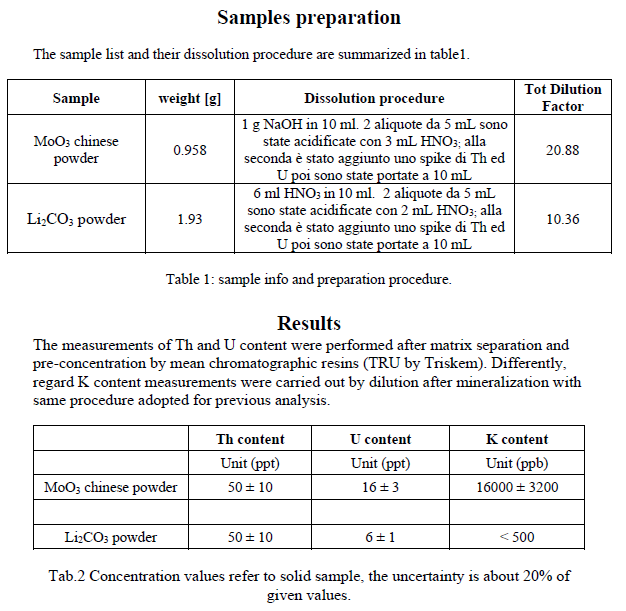 Samples preparation
The sample list and their dissolution procedure are summarized in table1.
Sample weight [g] Dissolution procedure Tot Dilution Factor
MoO₃ chinese powder 0.958 1 g NaOH in 10 ml. 2 aliquote da 5 mL sono
state acidificate con 3 mL HNO₃; alla
seconda è stato aggiunto uno spike di Th ed
U poi sono state portate a 10 mL 20.88
Li₂CO₃ powder 1.93 6 ml HNO₃ in 10 ml. 2 aliquote da 5 mL
sono state acidificate con 2 mL HNO₃; alla
seconda è stato aggiunto uno spike di Th ed
U poi sono state portate a 10 mL 10.36
Table 1: sample info and preparation procedure.
Results
The measurements of Th and U content were performed after matrix separation and
pre-concentration by mean chromatographic resins (TRU by Triskem). Differently,
regard K content measurements were carried out by dilution after mineralization with
same procedure adopted for previous analysis.
Th content U content K content
Unit (ppt) Unit (ppt) Unit (ppb)
MoO₃ chinese powder 50 ± 10 16 ± 3 16000 ± 3200
Li₂CO₃ powder 50 ± 10 6 ± 1 < 500
Tab.2 Concentration values refer to solid sample, the uncertainty is about 20% of
given values.